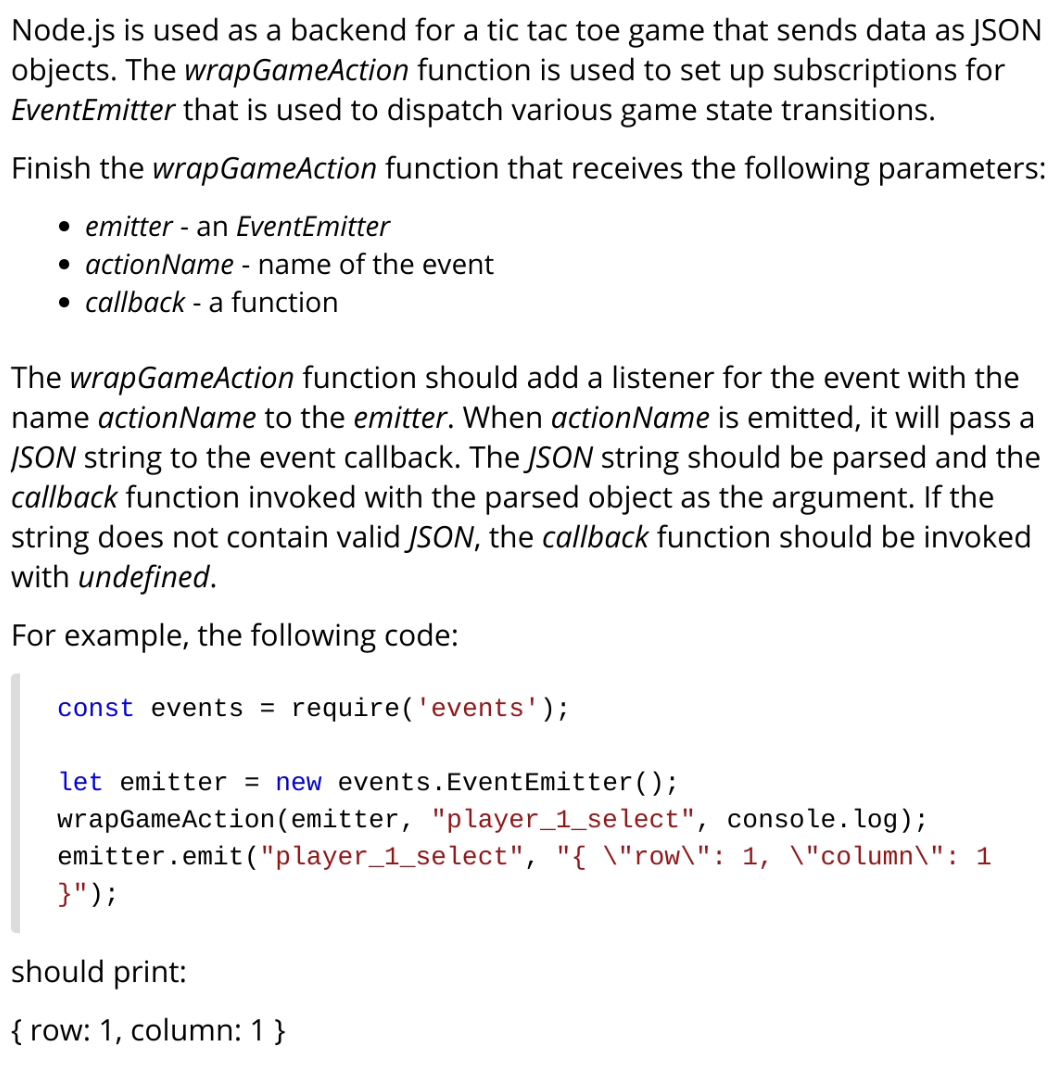 Node.js is used as a backend for a tic tac toe game that sends data as JSON
objects. The wrapGameAction function is used to set up subscriptions for
EventEmitter that is used to dispatch various game state transitions.
Finish the wrapGameAction function that receives the following parameters:
• emitter - an EventEmitter
• actionName - name of the event
• callback - a function
The wrapGameAction function should add a listener for the event with the
name actionName to the emitter. When actionName is emitted, it will pass a
JSON string to the event callback. The JSON string should be parsed and the
callback function invoked with the parsed object as the argument. If the
string does not contain valid JSON, the callback function should be invoked
with undefined.
For example, the following code:
const events = require('events');
let emitter = new events.EventEmitter();
wrapGameAction(emitter, "player_1_select", console.log);
emitter.emit("player_1_select", "{ \"row\": 1, \"column\": 1
}");
should print:
{ row: 1, column: 1 }